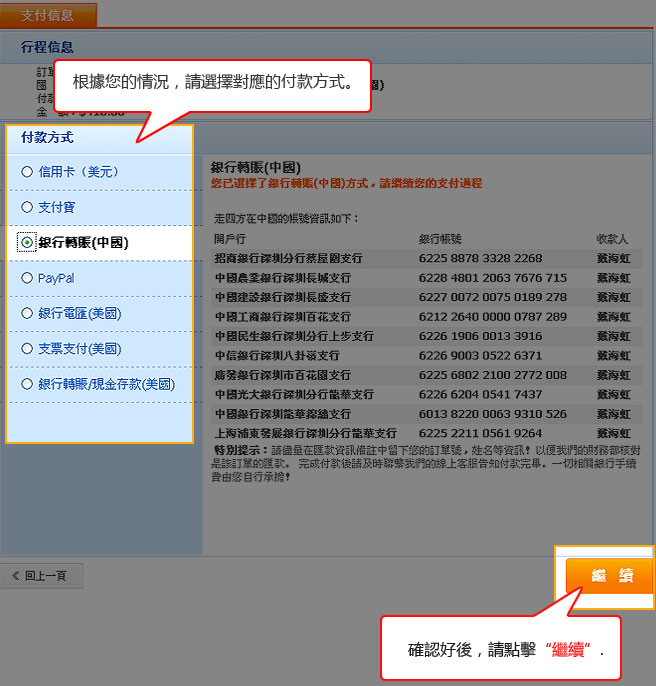 支付信息
行程信息
根據您的情況，請選擇對應的付款方式。
付款方式
信用卡（美元）
支付寶
銀行轉賬(中國)
PayPal
銀行電匯(美國)
支票支付(美國)
銀行轉賬/現金存款(美國)
銀行轉賬(中國)
您已選擇了銀行轉賬(中國)方式，請繼續您的支付過程
走四方在中國的帳號資訊如下：
開戶行 銀行帳號 收款人
招商銀行深圳分行蔡屋圍支行 6225 8878 3328 2268 戴海虹
中國農業銀行深圳長城支行 6228 4801 2063 7676 715 戴海虹
中國建設銀行深圳長盛支行 6227 0072 0075 0189 278 戴海虹
中國工商銀行深圳百花支行 6212 2640 0000 0787 289 戴海虹
中國民生銀行深圳分行上步支行 6226 1906 0013 3916 戴海虹
中信銀行深圳八卦嶺支行 6226 9003 0522 6371 戴海虹
廣發銀行深圳市百花園支行 6225 6802 2100 2772 008 戴海虹
中國光大銀行深圳分行龍華支行 6226 6204 0541 7437 戴海虹
中國銀行深圳龍華錦繡支行 6013 8220 0063 9310 526 戴海虹
上海浦東發展銀行深圳分行龍華支行 6225 2211 0561 9264 戴海虹
特別提示：請儘量在匯款資訊備註中留下您的訂單號，姓名等資訊！以便我們的財務部核對
是該訂單的匯款。 完成付款後請及時聯繫我們的線上客服告知付款完畢。一切相關銀行手續
費由您自行承擔！
《 回上一頁
繼 續
確認好後，請點擊“繼續”.